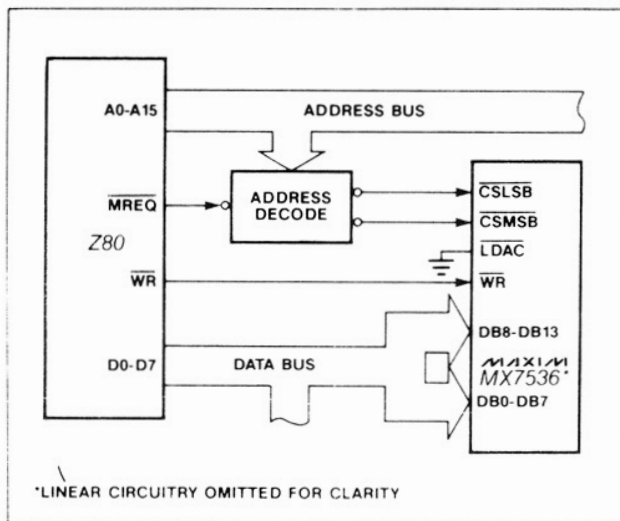 A0-A15
ADDRESS BUS
MREQ
ADDRESS
DECODE
CSLSB
CSMSB
LDAC
Z80
WR
WR
D0-D7
DATA BUS
DB8-DB13
MAXIM
MX7536*
DB0-DB7
*LINEAR CIRCUITRY OMITTED FOR CLARITY